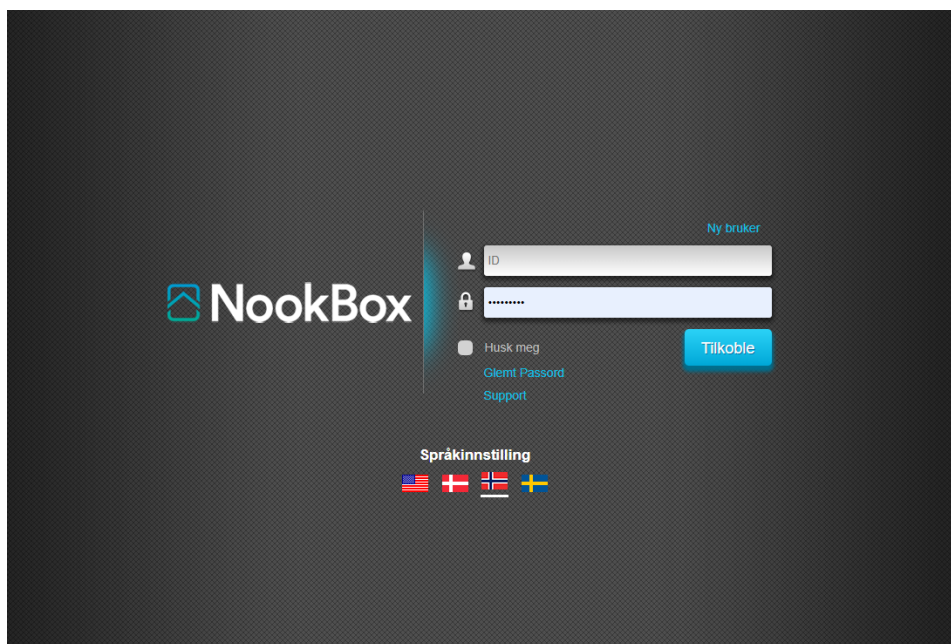 Ny bruker
ID
•••••••••
NookBox
Husk meg
Tilkoble
Glemt Passord
Support
Språkinnstilling